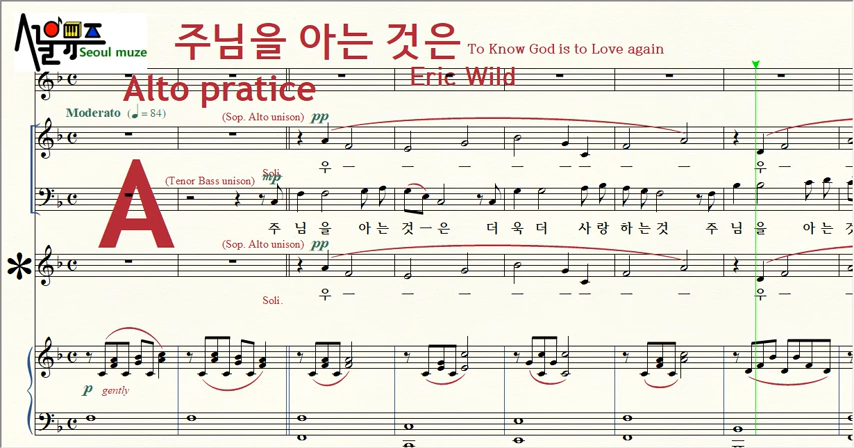 서울뮤즈
Seoul muze
주님을 아는 것은 To Know God is to Love again
Eric Wild
Alto pratice
Moderato (♩= 84)
(Sop. Alto unison) pp
우 — — — — — — — 우 —
A
(Tenor Bass unison) Soli. mp
주 님 을 아 는 것 — 은 더 욱 더 사 랑 하 는 것 주 님 을 아 는
(Sop. Alto unison) pp
*
Soli.
우 — — — — — — — 우 —
p gently